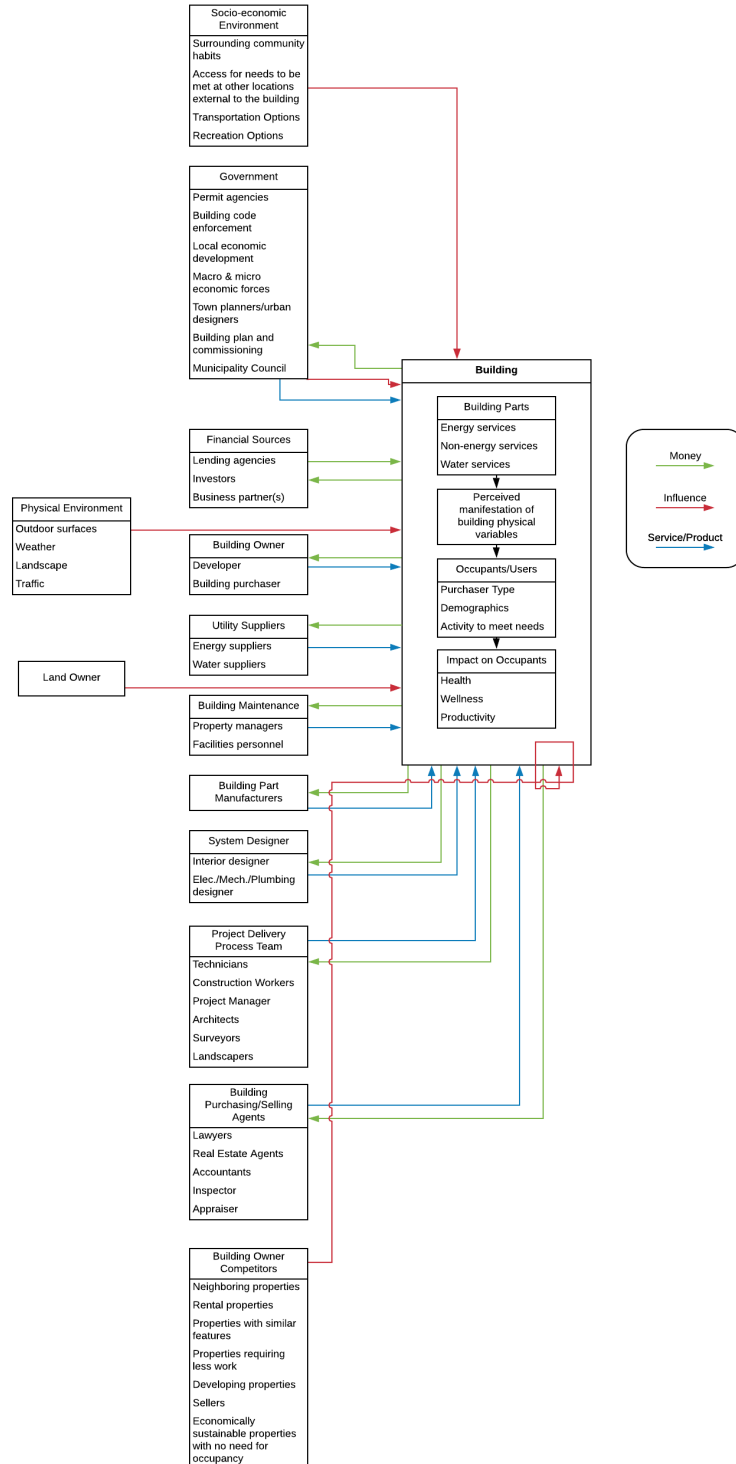 Socio-economic
Environment
Surrounding community
habits
Access for needs to be
met at other locations
external to the building
Transportation Options
Recreation Options
Government
Permit agencies
Building code
enforcement
Local economic
development
Macro & micro
economic forces
Town planners/urban
designers
Building plan and
commissioning
Municipality Council
Financial Sources
Lending agencies
Investors
Business partner(s)
Physical Environment
Outdoor surfaces
Weather
Landscape
Traffic
Building Owner
Developer
Building purchaser
Utility Suppliers
Energy suppliers
Water suppliers
Land Owner
Building Maintenance
Property managers
Facilities personnel
Building Part
Manufacturers
System Designer
Interior designer
Elec./Mech./Plumbing
designer
Project Delivery
Process Team
Technicians
Construction Workers
Project Manager
Architects
Surveyors
Landscapers
Building
Purchasing/Selling
Agents
Lawyers
Real Estate Agents
Accountants
Inspector
Appraiser
Building Owner
Competitors
Neighboring properties
Rental properties
Properties with similar
features
Properties requiring
less work
Developing properties
Sellers
Economically
sustainable properties
with no need for
occupancy
Building
Building Parts
Energy services
Non-energy services
Water services
Perceived
manifestation of
building physical
variables
Occupants/Users
Purchaser Type
Demographics
Activity to meet needs
Impact on Occupants
Health
Wellness
Productivity
Money
Influence
Service/Product